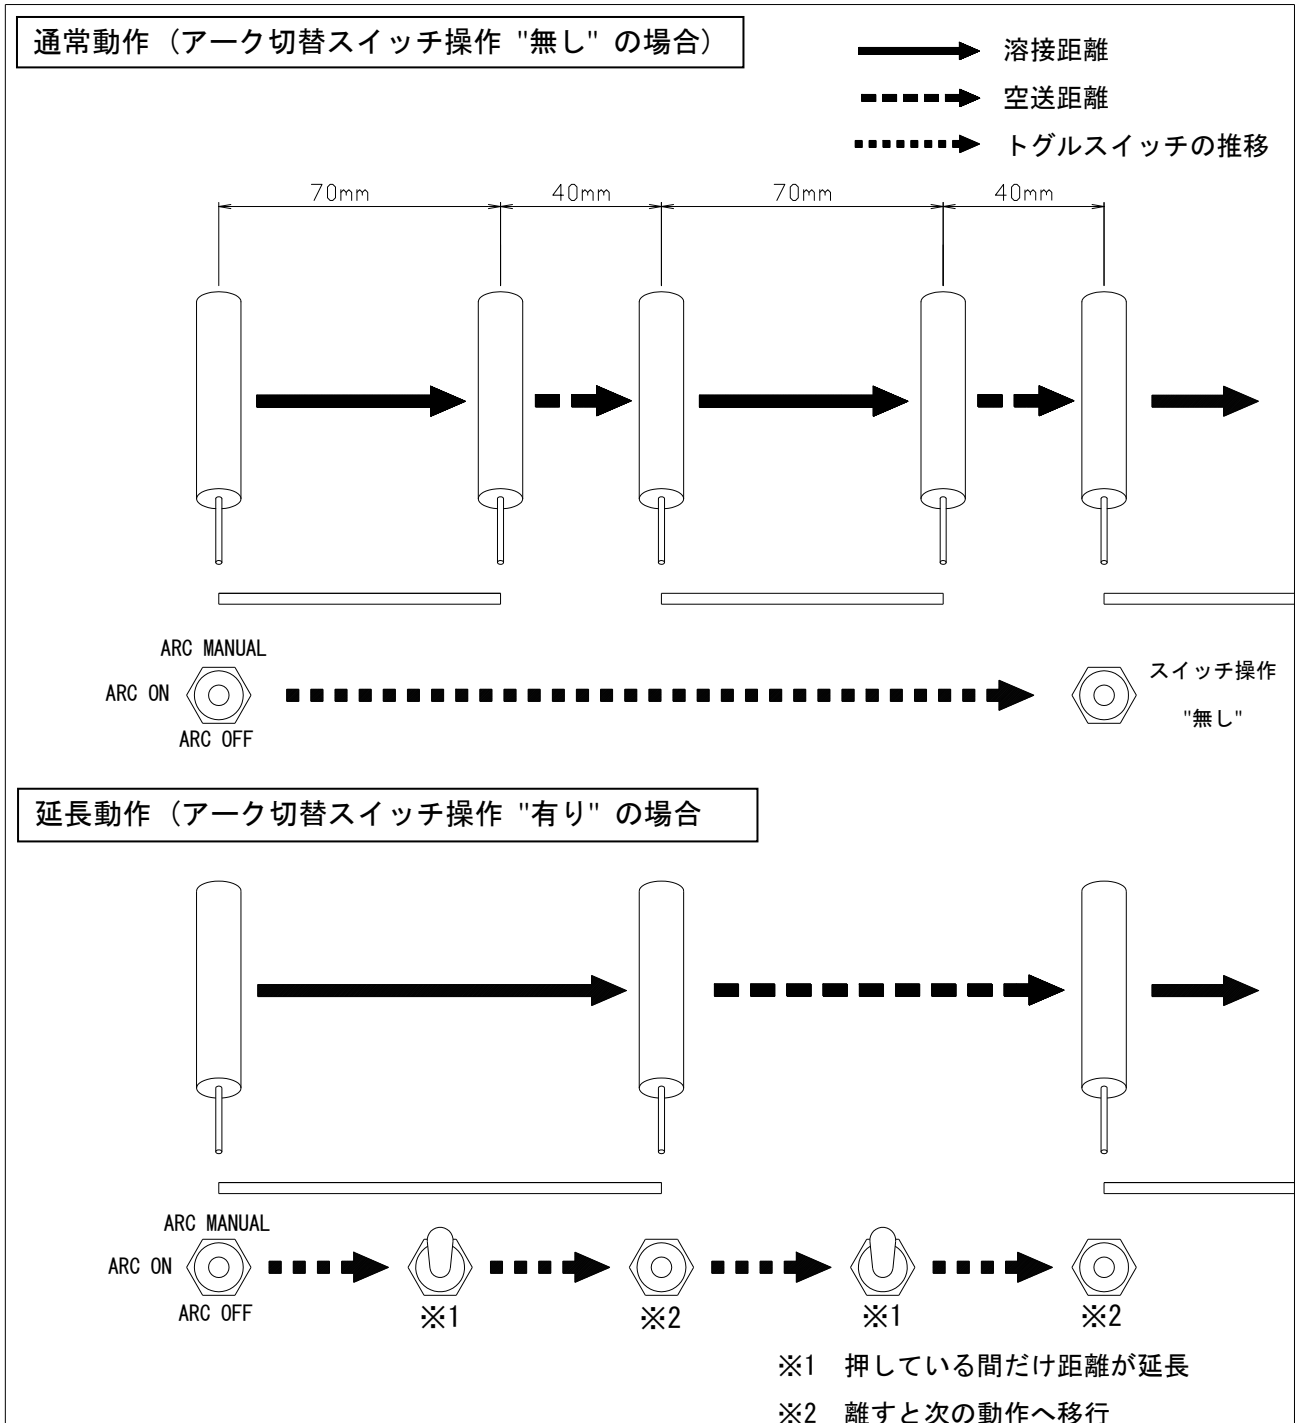 通常動作（アーク切替スイッチ操作 "無し" の場合）
溶接距離
空送距離
トグルスイッチの推移
70mm 40mm 70mm 40mm
ARC MANUAL
ARC ON
ARC OFF
スイッチ操作
"無し"
延長動作（アーク切替スイッチ操作 "有り" の場合
ARC MANUAL
ARC ON
ARC OFF
※1 ※2 ※1 ※2
※1 押している間だけ距離が延長
※2 離すと次の動作へ移行